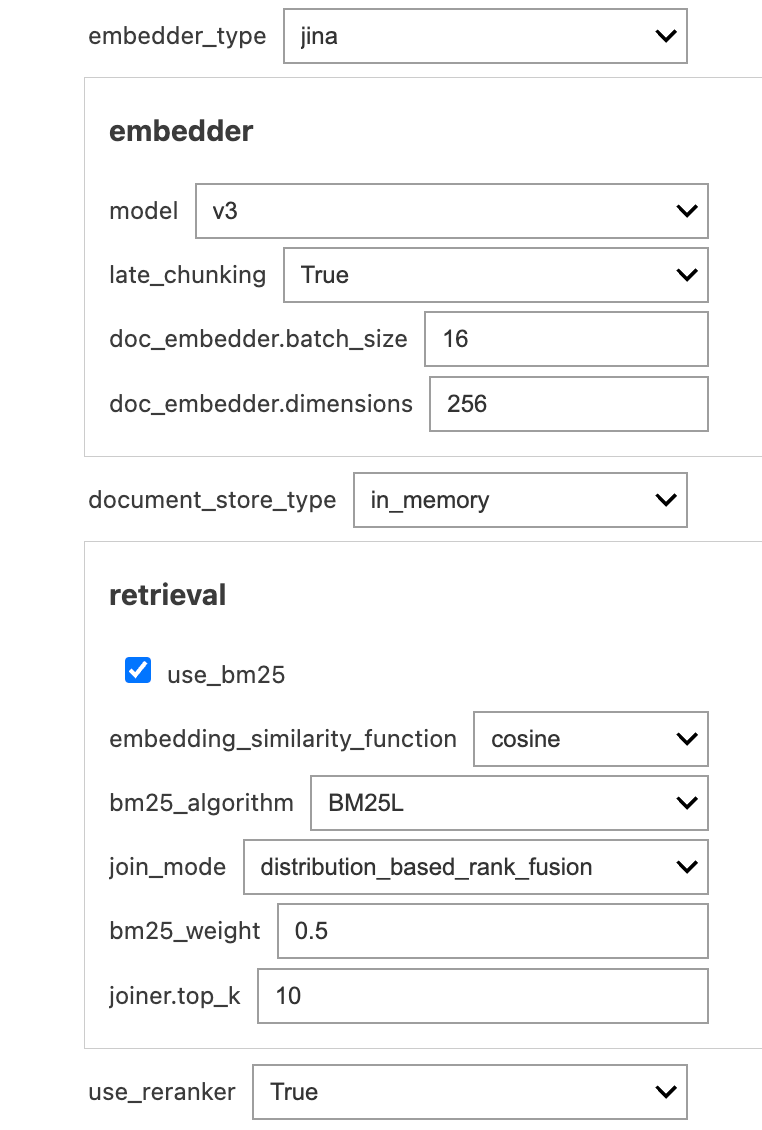 embedder_type jina
embedder
model v3
late_chunking True
doc_embedder.batch_size 16
doc_embedder.dimensions 256
document_store_type in_memory
retrieval
use_bm25
embedding_similarity_function cosine
bm25_algorithm BM25L
join_mode distribution_based_rank_fusion
bm25_weight 0.5
joiner.top_k 10
use_reranker True